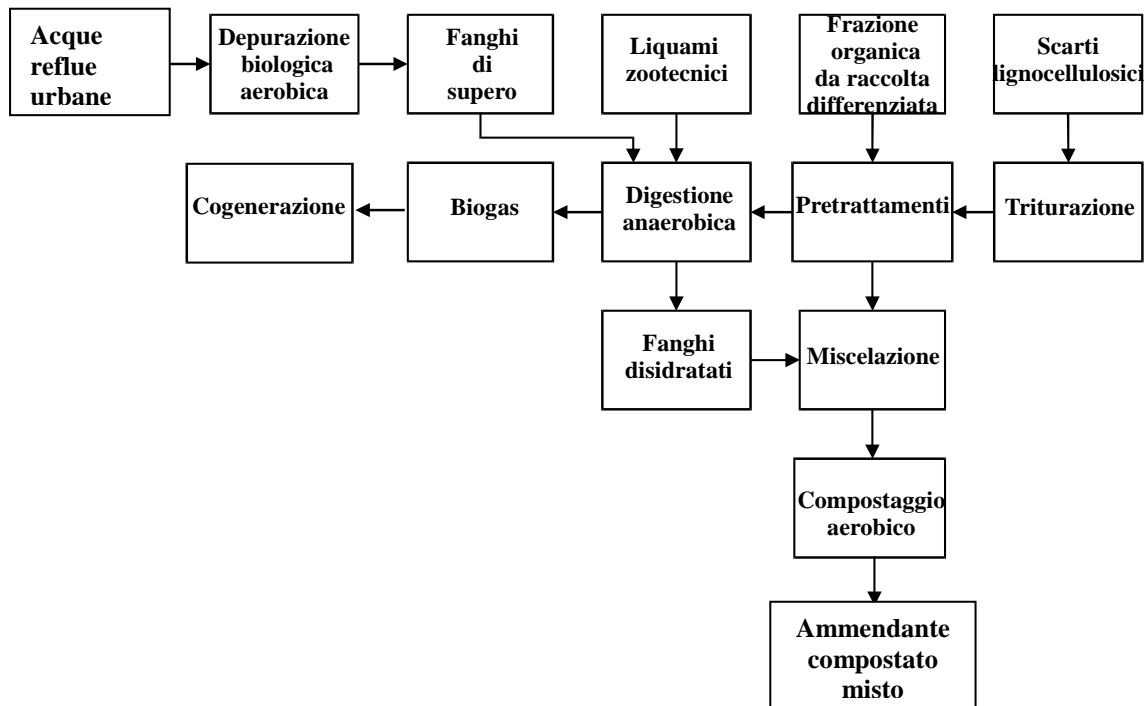 Acque
reflue
urbane
Depurazione
biologica
aerobica
Fanghi
di
supero
Liquami
zootecnici
Frazione
organica
da raccolta
differenziata
Scarti
lignocellulosici
Cogenerazione
Biogas
Digestione
anaerobica
Pretrattamenti
Triturazione
Fanghi
disidratati
Miscelazione
Compostaggio
aerobico
Ammendante
compostato
misto